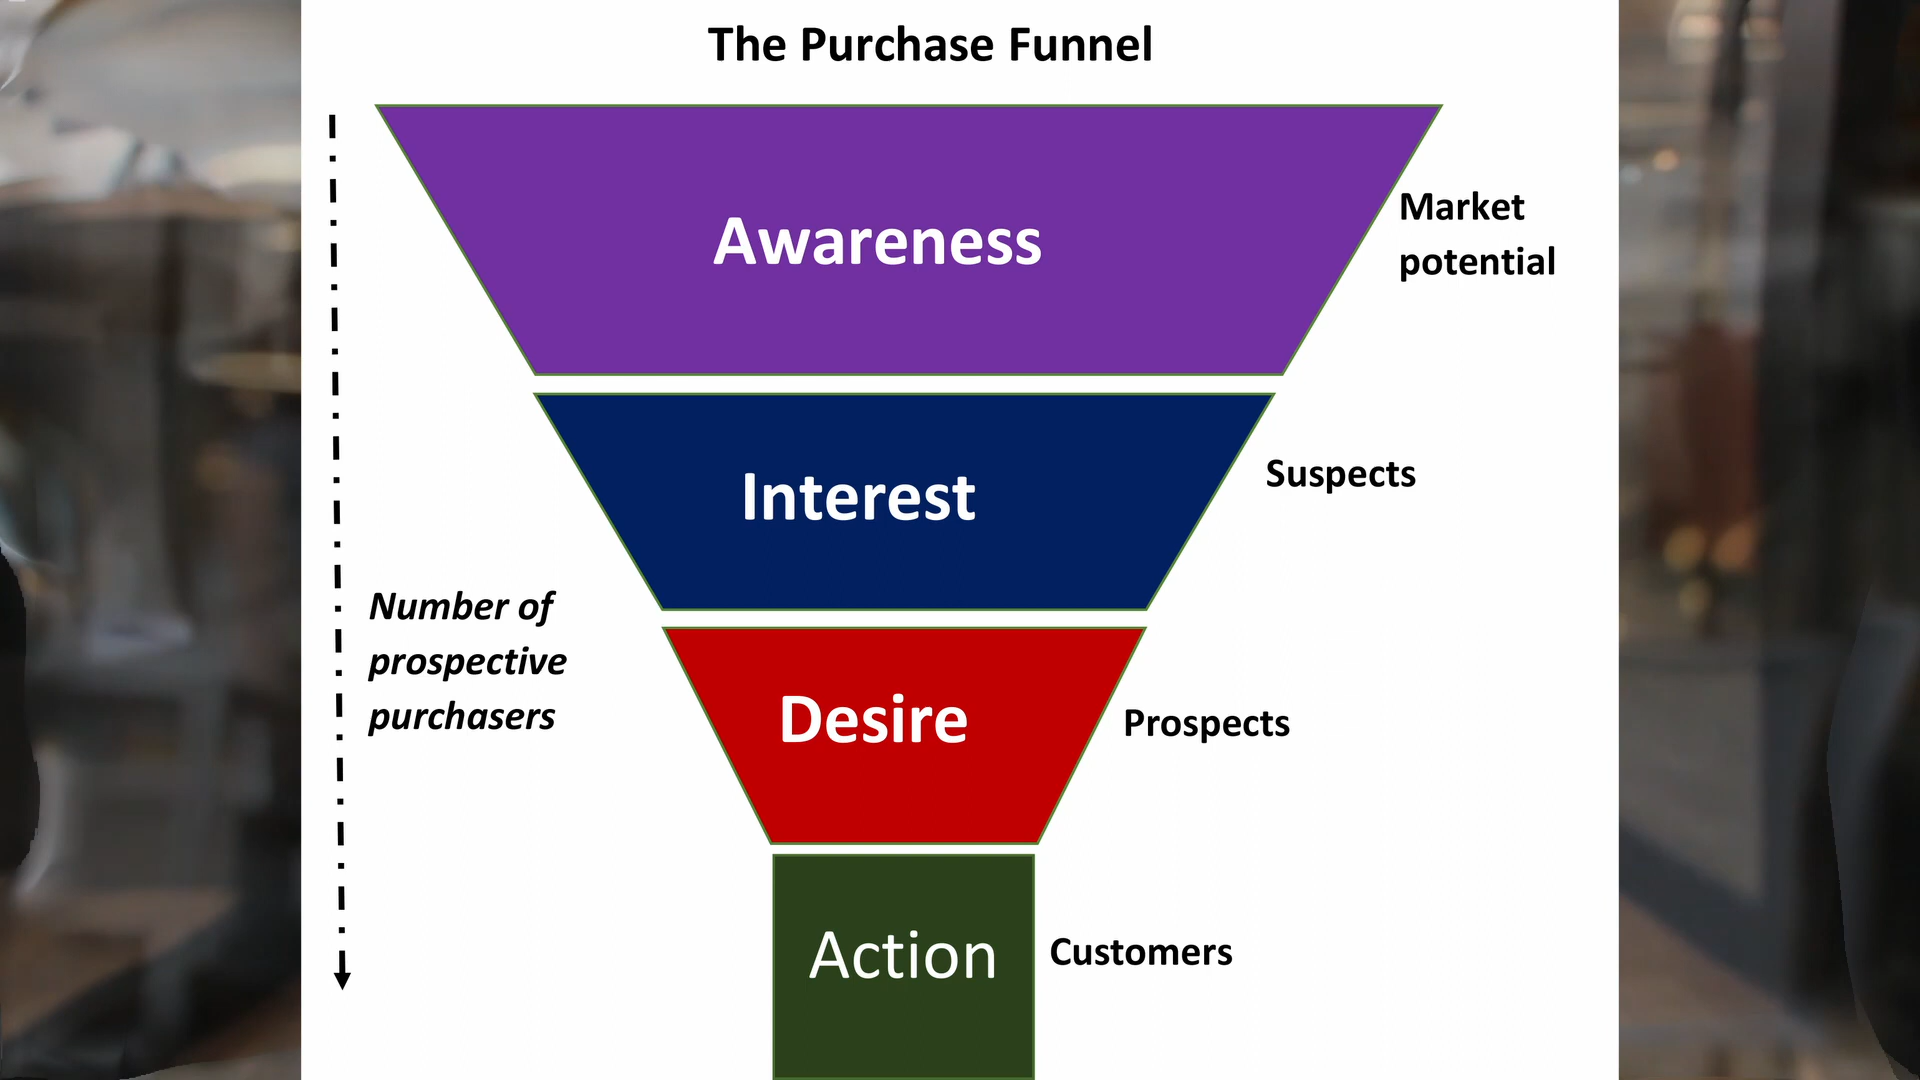 The Purchase Funnel
Awareness
Market
potential
Interest
Suspects
Number of
prospective
purchasers
Desire
Prospects
Action
Customers